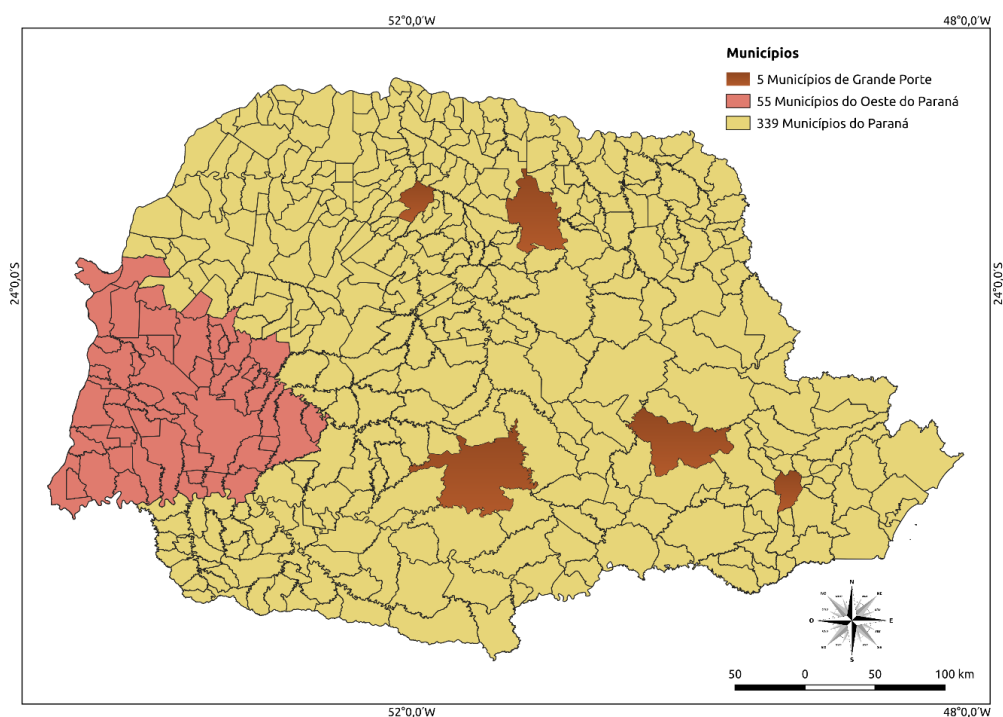 52°0,0′W
48°0,0′W
Municípios
5 Municípios de Grande Porte
55 Municípios do Oeste do Paraná
339 Municípios do Paraná
24°0,0′S
24°0,0′S
N
O
E
S
50
0
50
100 km
52°0,0′W
48°0,0′W